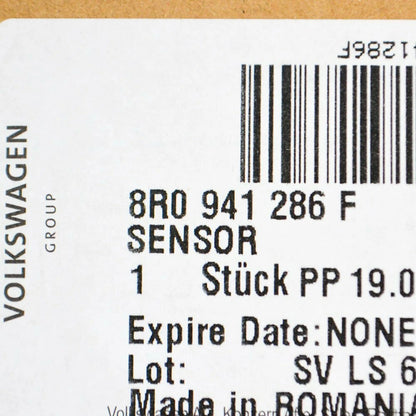 1286F
VOLKSWAGEN
GROUP
8R0 941 286 F
SENSOR
1 Stück PP 19.0
Expire Date:NONE
Lot: SV LS 6
Made in ROMANIA